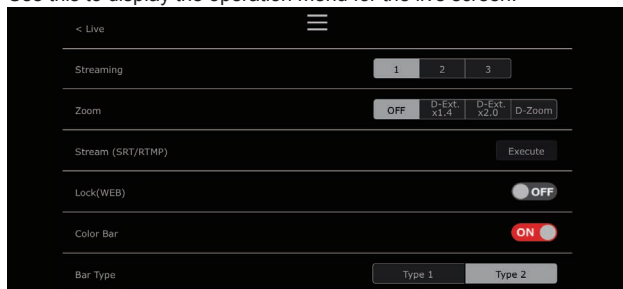 Use this to display the operation menu for the live screen.
< Live
Streaming 1 2 3
Zoom OFF D-Ext. x1.4 D-Ext. x2.0 D-Zoom
Stream (SRT/RTMP) Execute
Lock(WEB) OFF
Color Bar ON
Bar Type Type 1 Type 2